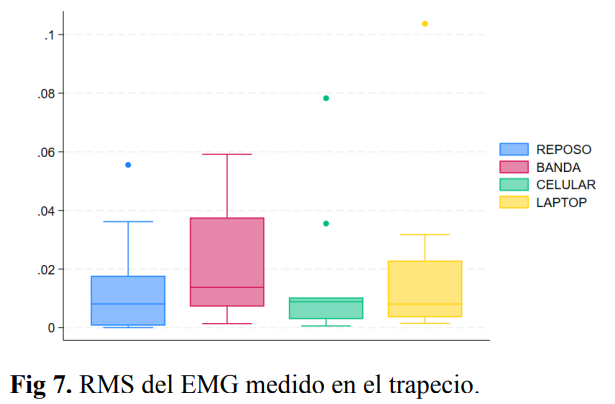 .1
.08
.06
.04
.02
0
REPOSO
BANDA
CELULAR
LAPTOP
Fig 7. RMS del EMG medido en el trapecio.